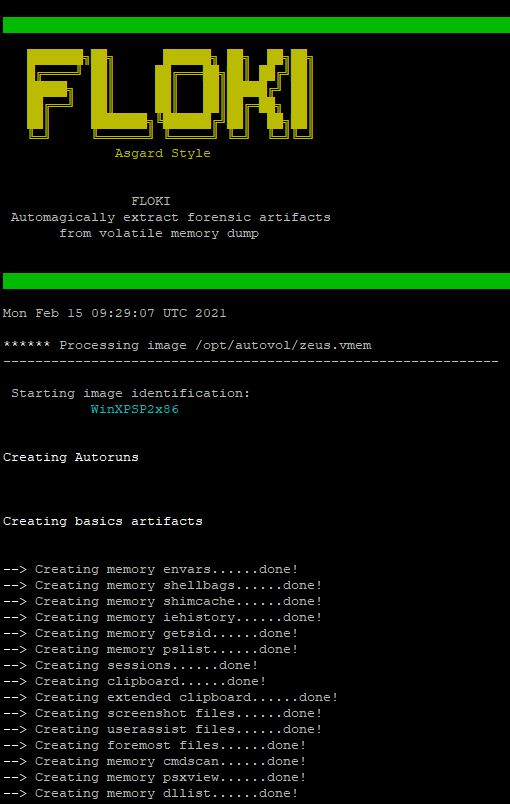 FLOKI
Asgard Style
FLOKI
Automagically extract forensic artifacts
from volatile memory dump
Mon Feb 15 09:29:07 UTC 2021
****** Processing image /opt/autovol/zeus.vmem
--------------------------------------------------------------
Starting image identification:
WinXPSP2x86
Creating Autoruns
Creating basics artifacts
--> Creating memory envars......done!
--> Creating memory shellbags......done!
--> Creating memory shimcache......done!
--> Creating memory iehistory......done!
--> Creating memory getsid......done!
--> Creating memory pslist......done!
--> Creating sessions......done!
--> Creating clipboard......done!
--> Creating extended clipboard......done!
--> Creating screenshot files......done!
--> Creating userassist files......done!
--> Creating foremost files......done!
--> Creating memory cmdscan......done!
--> Creating memory psxview......done!
--> Creating memory dllist......done!